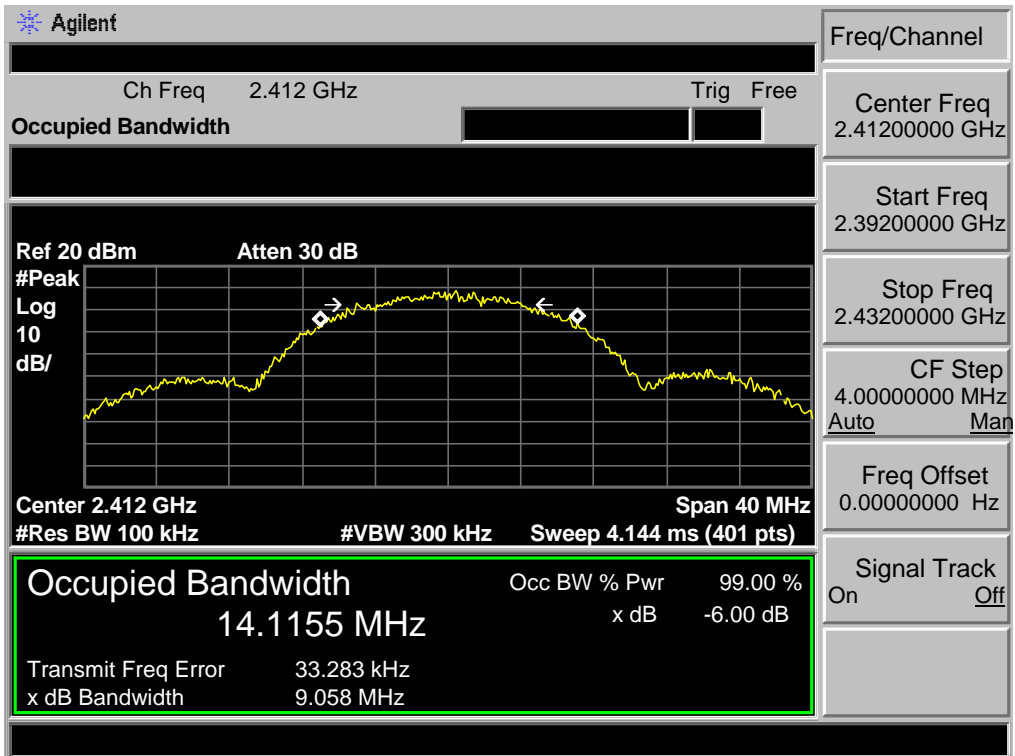 Agilent
Freq/Channel
Ch Freq 2.412 GHz Trig Free
Occupied Bandwidth
Center Freq
2.41200000 GHz
Start Freq
2.39200000 GHz
Stop Freq
2.43200000 GHz
CF Step
4.00000000 MHz
Auto Man
Freq Offset
0.00000000 Hz
Signal Track
On Off
Ref 20 dBm Atten 30 dB
#Peak
Log
10
dB/
Center 2.412 GHz Span 40 MHz
#Res BW 100 kHz #VBW 300 kHz Sweep 4.144 ms (401 pts)
Occupied Bandwidth Occ BW % Pwr 99.00 %
14.1155 MHz x dB -6.00 dB
Transmit Freq Error 33.283 kHz
x dB Bandwidth 9.058 MHz